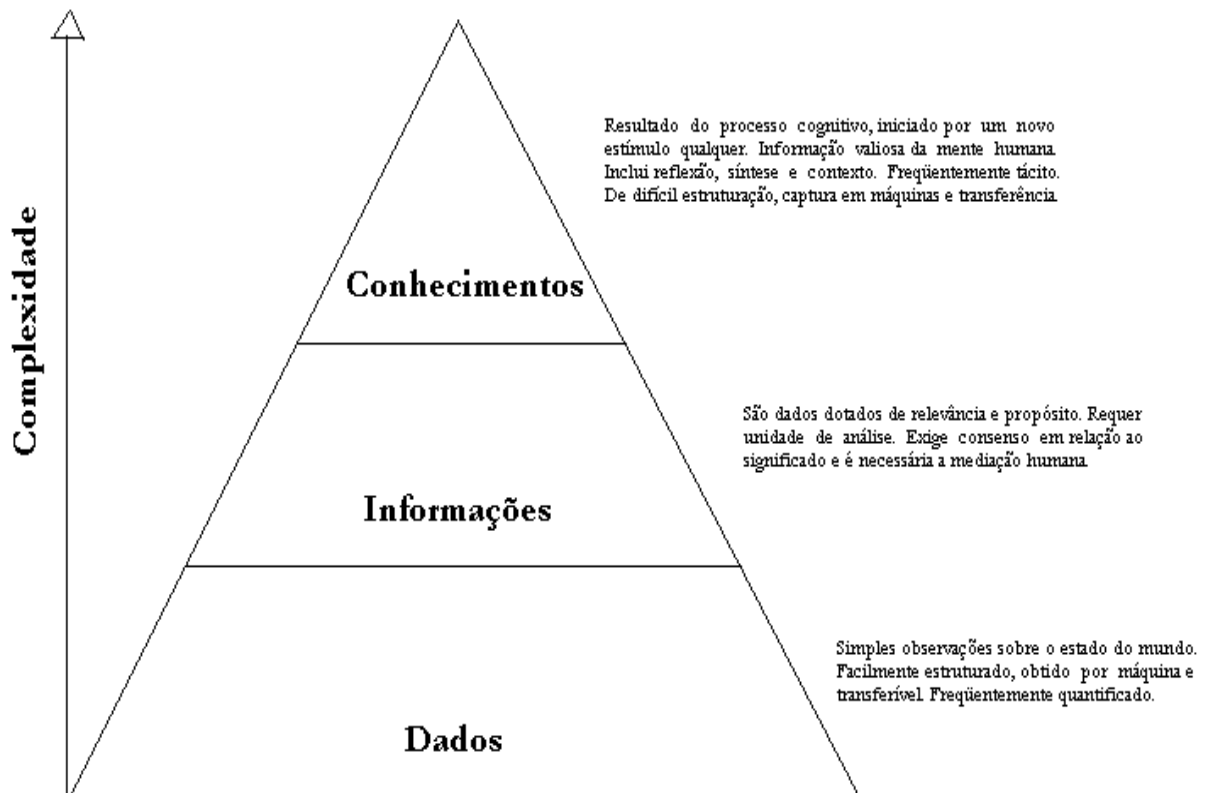 Complexidade
Resultado do processo cognitivo, iniciado por um novo
estímulo qualquer. Informação valiosa da mente humana.
Inclui reflexão, síntese e contexto. Freqüentemente tácito.
De difícil estruturação, captura em máquinas e transferência.
Conhecimentos
São dados dotados de relevância e propósito. Requer
unidade de análise. Exige consenso em relação ao
significado e é necessária a mediação humana.
Informações
Simples observações sobre o estado do mundo.
Facilmente estruturado, obtido por máquina e
transferível. Freqüentemente quantificado.
Dados